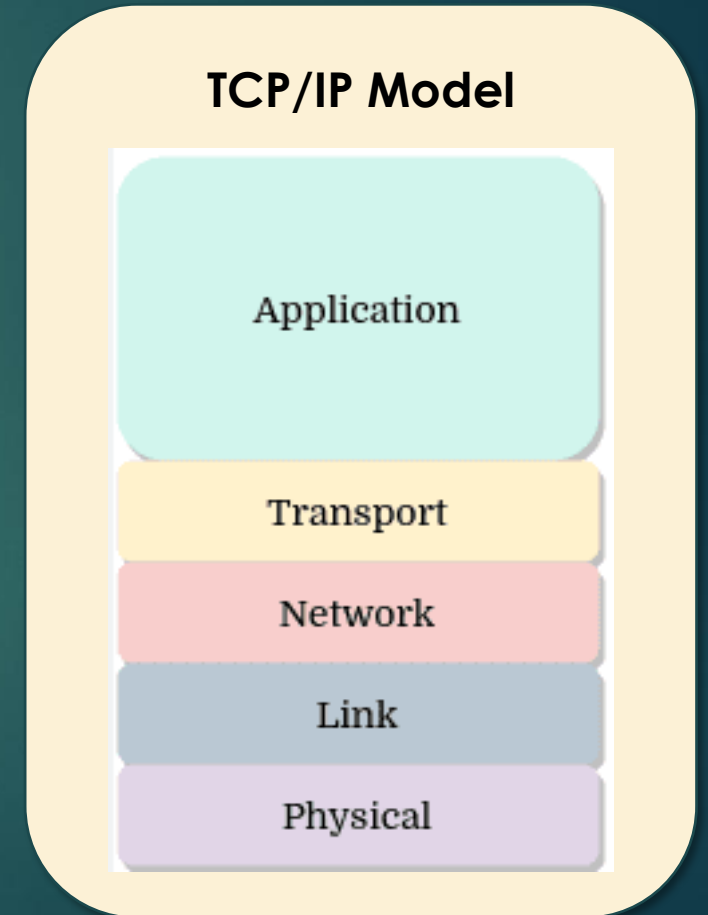 TCP/IP Model
Application
Transport
Network
Link
Physical